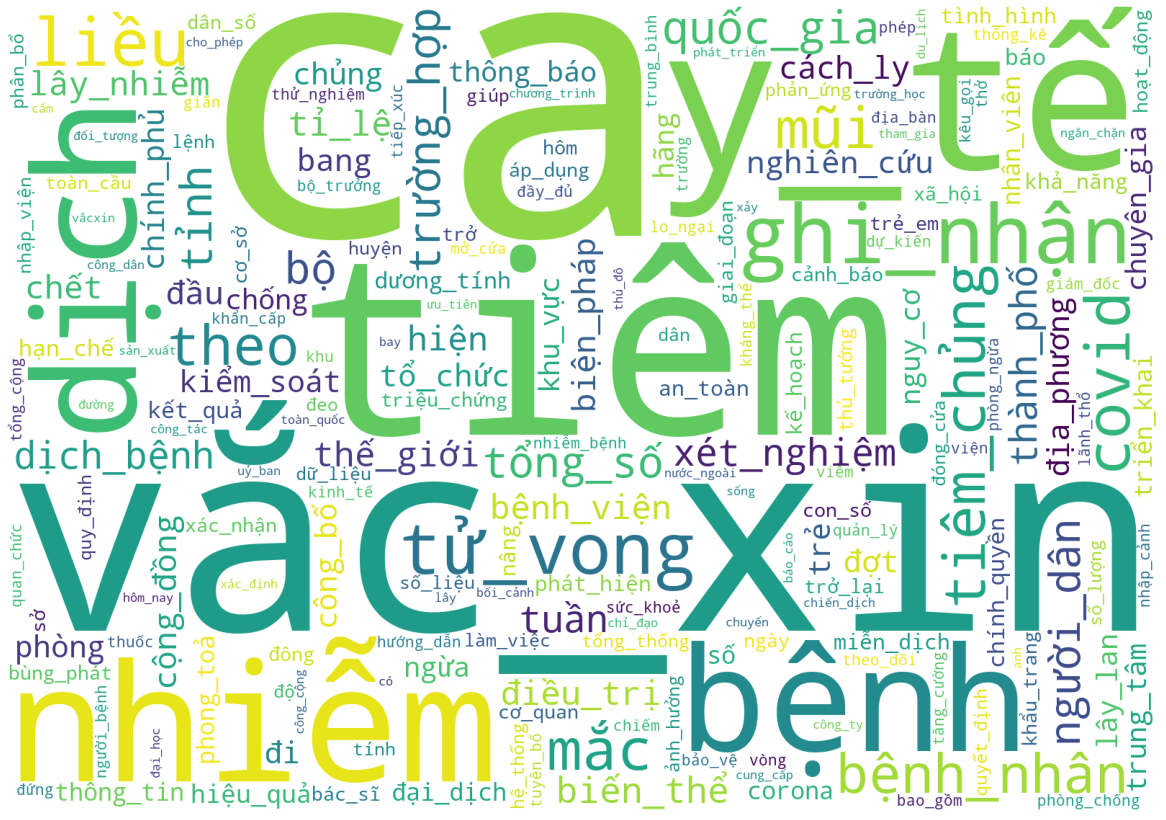 ca
y_tế
tiêm
vắc_xin
nhiễm
bệnh
dịch
ghi_nhận
tử_vong
liều
mũi
theo
covid
mắc
bộ
tiêm_chủng
người_dân
bệnh_nhân
quốc_gia
trường_hợp
tuần
tổng_số
xét_nghiệm
thế_giới
dịch_bệnh
tỉnh
lây_nhiễm
dân_số
cho_phép
phân_bổ
cấm
đối_tượng
toàn_cầu
chính_phủ
lệnh
giãn
nhập_viện
vácxin
công_dân
cơ_sở
chủng
thử_nghiệm
tỉ_lệ
bang
bộ_trưởng
tiếp_xúc
thông_báo
giúp
chương_trình
hôm
áp_dụng
đầy_đủ
phát_triển
trung_bình
hãng
trường
cách_ly
phản_ứng
phép
trường_học
địa_bàn
tham_gia
nghiên_cứu
du_lịch
kêu_gọi
thở
tình_hình
thống_kê
báo
nhân_viên
ngăn_chặn
hoạt_động
khả_năng
chuyên_gia
xã_hội
trẻ_em
dự_kiến
xảy
lo_ngại
giai_đoạn
cảnh_báo
giám_đốc
huyện
trở
mở_cửa
dương_tính
ưu_tiên
thủ_đô
biện_pháp
khu_vực
chết
hạn_chế
sản_xuất
đầu
chống
khẩn_cấp
khu
bay
hiện
tổ_chức
triệu_chứng
kiểm_soát
kết_quả
đeo
toàn_quốc
công_tác
đường
tổng_cộng
dân
an_toàn
kháng_thể
kế_hoạch
thủ_tướng
nguy_cơ
phòng_ngừa
thành_phố
địa_phương
lãnh_thổ
triển_khai
đóng_cửa
viện
nhiễm_bệnh
nước_ngoài
viêm
uỷ_ban
dữ_liệu
kinh_tế
sống
bệnh_viện
con_số
quản_lý
quan_chức
quy_định
xác_nhận
xác_định
công_bố
cộng_đồng
hôm_nay
sở
phòng
thuốc
số_liệu
lây
bối_cảnh
nâng
phát_hiện
sức_khoẻ
chỉ_đạo
báo_cáo
trẻ
đợt
trở_lại
chiến_dịch
chuyến
chính_quyền
số_lượng
nhập_cảnh
hướng_dẫn
làm_việc
tổng_thống
ngày
miễn_dịch
theo_dõi
số
anh
bùng_phát
người_bệnh
đại_học
phong_toả
đông
độ
công_cộng
có
ngừa
điều_trị
cơ_quan
chiếm
ảnh_hưởng
công_ty
tăng_cường
quyết_định
khẩu_trang
lây_lan
trung_tâm
đi
tính
bảo_vệ
vòng
cung_cấp
đứng
thông_tin
hiệu_quả
bác_sĩ
đại_dịch
hệ_thống
tuyên_bố
biến_thể
corona
bao_gồm
phòng_chống